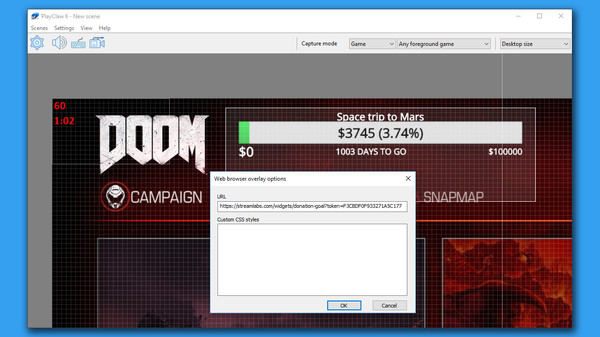 PlayClaw 6 - New scene
Scenes Settings View Help
Capture mode Game Any foreground game Desktop size
60
1:02
DOOM
Space trip to Mars
$3745 (3.74%)
$0 1003 DAYS TO GO $100000
CAMPAIGN SNAPMAP
Web browser overlay options
URL
https://streamlabs.com/widgets/donation-goal?token=F3CBDF0F933271A5C177
Custom CSS styles
OK Cancel